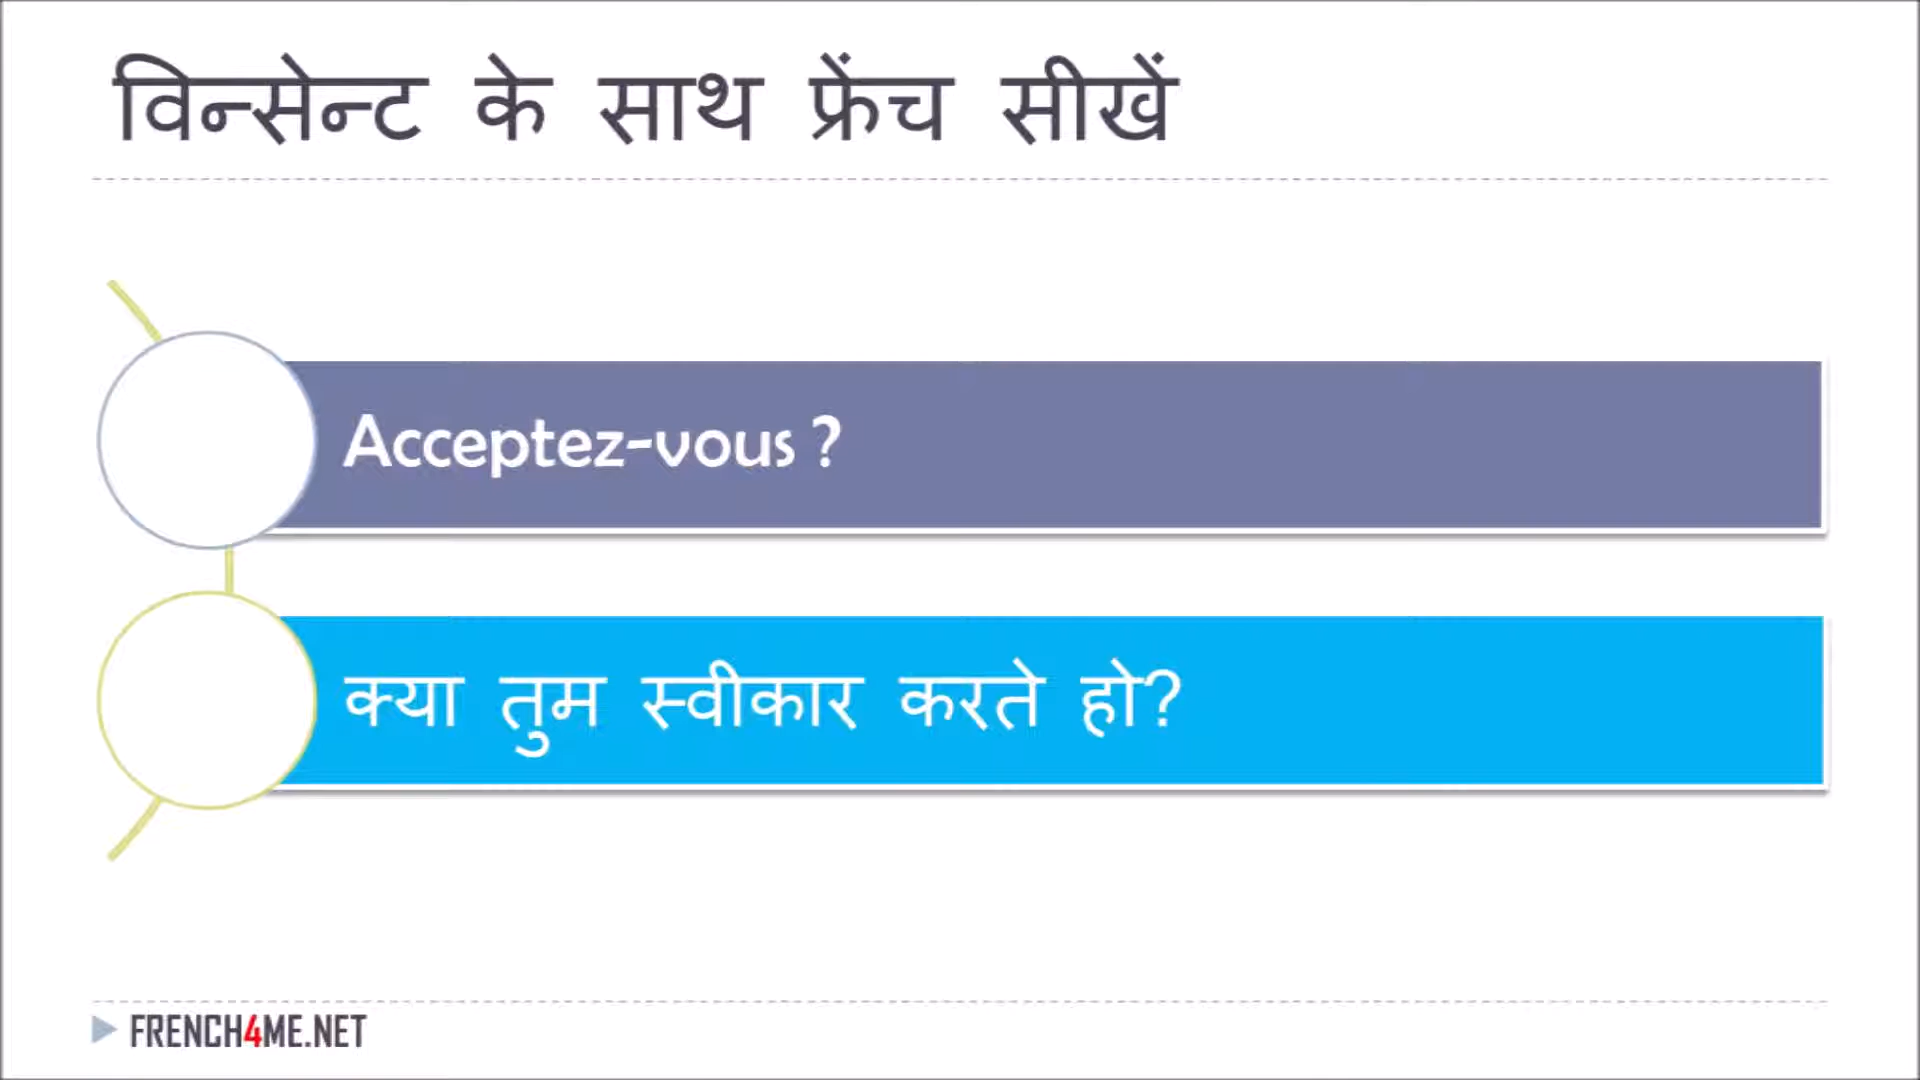 विन्सेन्ट के साथ फ्रेंच सीखें
Acceptez-vous ?
क्या तुम स्वीकार करते हो?
FRENCH4ME.NET